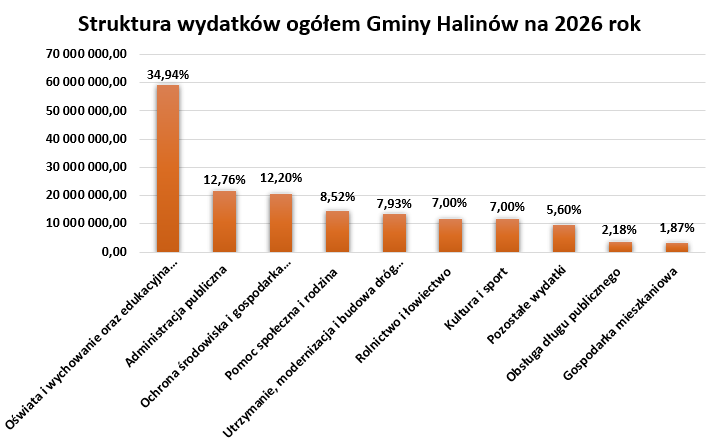 Struktura wydatków ogółem Gminy Halinów na 2026 rok
70 000 000,00
60 000 000,00
50 000 000,00
40 000 000,00
30 000 000,00
20 000 000,00
10 000 000,00
0,00
34,94%
12,76%
12,20%
8,52%
7,93%
7,00%
7,00%
5,60%
2,18%
1,87%
Oświata i wychowanie oraz edukacyjna...
Administracja publiczna
Ochrona środowiska i gospodarka...
Pomoc społeczna i rodzina
Utrzymanie, modernizacja i budowa dróg...
Rolnictwo i łowiectwo
Kultura i sport
Pozostałe wydatki
Obsługa długu publicznego
Gospodarka mieszkaniowa